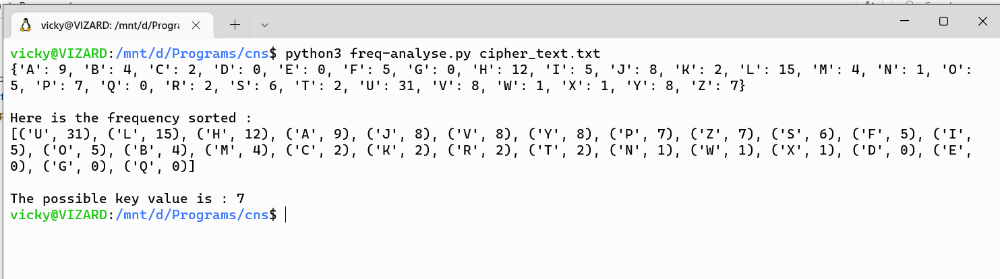 vicky@VIZARD: /mnt/d/Progra
vicky@VIZARD:/mnt/d/Programs/cns$ python3 freq-analyse.py cipher_text.txt
{'A': 9, 'B': 4, 'C': 2, 'D': 0, 'E': 0, 'F': 5, 'G': 0, 'H': 12, 'I': 5, 'J': 8, 'K': 2, 'L': 15, 'M': 4, 'N': 1, 'O':
5, 'P': 7, 'Q': 0, 'R': 2, 'S': 6, 'T': 2, 'U': 31, 'V': 8, 'W': 1, 'X': 1, 'Y': 8, 'Z': 7}
Here is the frequency sorted :
[('U', 31), ('L', 15), ('H', 12), ('A', 9), ('J', 8), ('V', 8), ('Y', 8), ('P', 7), ('Z', 7), ('S', 6), ('F', 5), ('I',
5), ('O', 5), ('B', 4), ('M', 4), ('C', 2), ('K', 2), ('R', 2), ('T', 2), ('N', 1), ('W', 1), ('X', 1), ('D', 0), ('E',
0), ('G', 0), ('Q', 0)]
The possible key value is : 7
vicky@VIZARD:/mnt/d/Programs/cns$